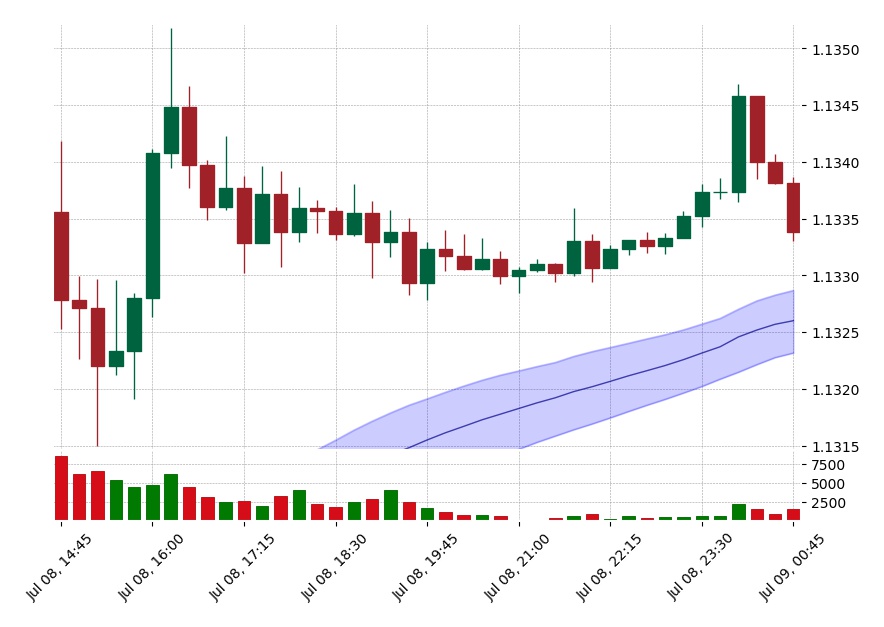 1.1350
1.1345
1.1340
1.1335
1.1330
1.1325
1.1320
1.1315
7500
5000
2500
Jul 08, 14:45
Jul 08, 16:00
Jul 08, 17:15
Jul 08, 18:30
Jul 08, 19:45
Jul 08, 21:00
Jul 08, 22:15
Jul 08, 23:30
Jul 09, 00:45